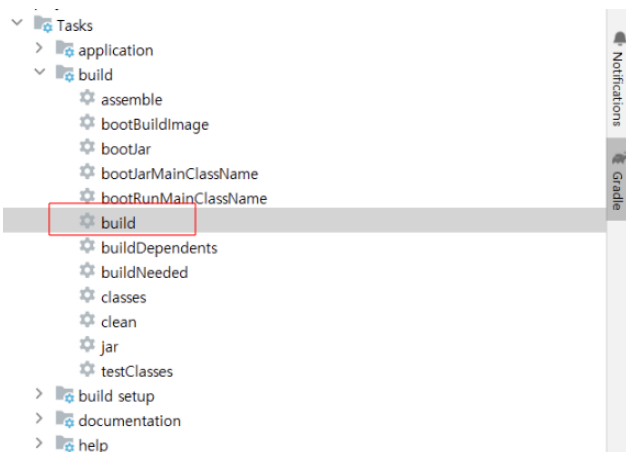 Tasks
application
build
assemble
bootBuildImage
bootJar
bootJarMainClassName
bootRunMainClassName
build
buildDependents
buildNeeded
classes
clean
jar
testClasses
build setup
documentation
help
Notifications
Gradle